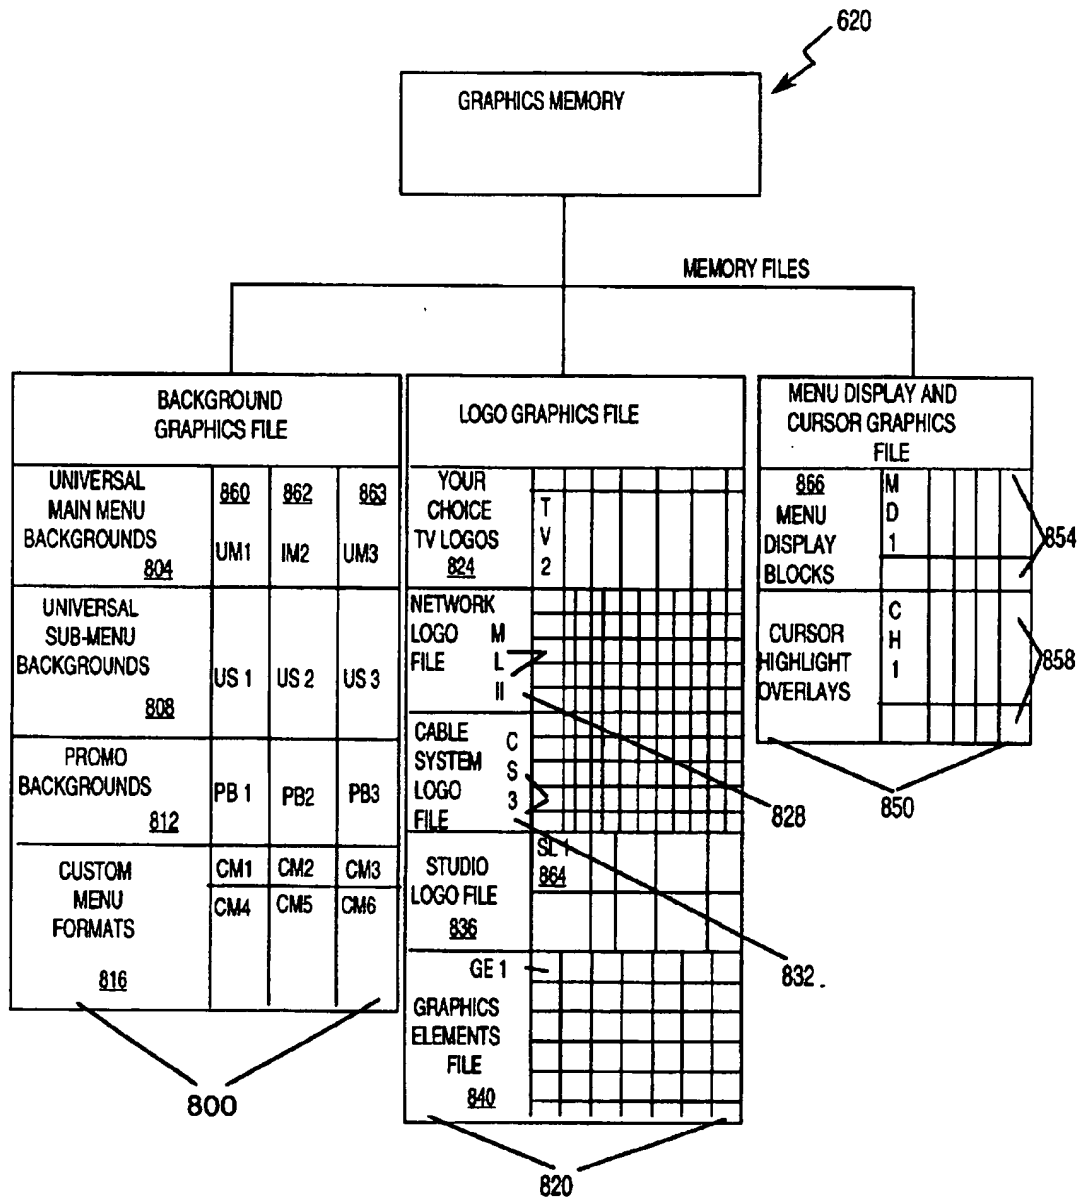 620
GRAPHICS MEMORY
MEMORY FILES
BACKGROUND
GRAPHICS FILE
UNIVERSAL
MAIN MENU
BACKGROUNDS
804
860 862 863
UM1 IM2 UM3
UNIVERSAL
SUB-MENU
BACKGROUNDS
808
US 1 US 2 US 3
PROMO
BACKGROUNDS
812
PB 1 PB2 PB3
CUSTOM
MENU
FORMATS
816
CM1 CM2 CM3
CM4 CM5 CM6
800
LOGO GRAPHICS FILE
YOUR
CHOICE
TV LOGOS
824
T
V
2
NETWORK
LOGO M
FILE L
II
828
CABLE
SYSTEM
LOGO
FILE
C
S
3
832.
STUDIO
LOGO FILE
836
SL 1
864
GE 1
GRAPHICS
ELEMENTS
FILE
840
820
MENU DISPLAY AND
CURSOR GRAPHICS
FILE
866
MENU
DISPLAY
BLOCKS
M
D
1
854
CURSOR
HIGHLIGHT
OVERLAYS
C
H
1
858
850